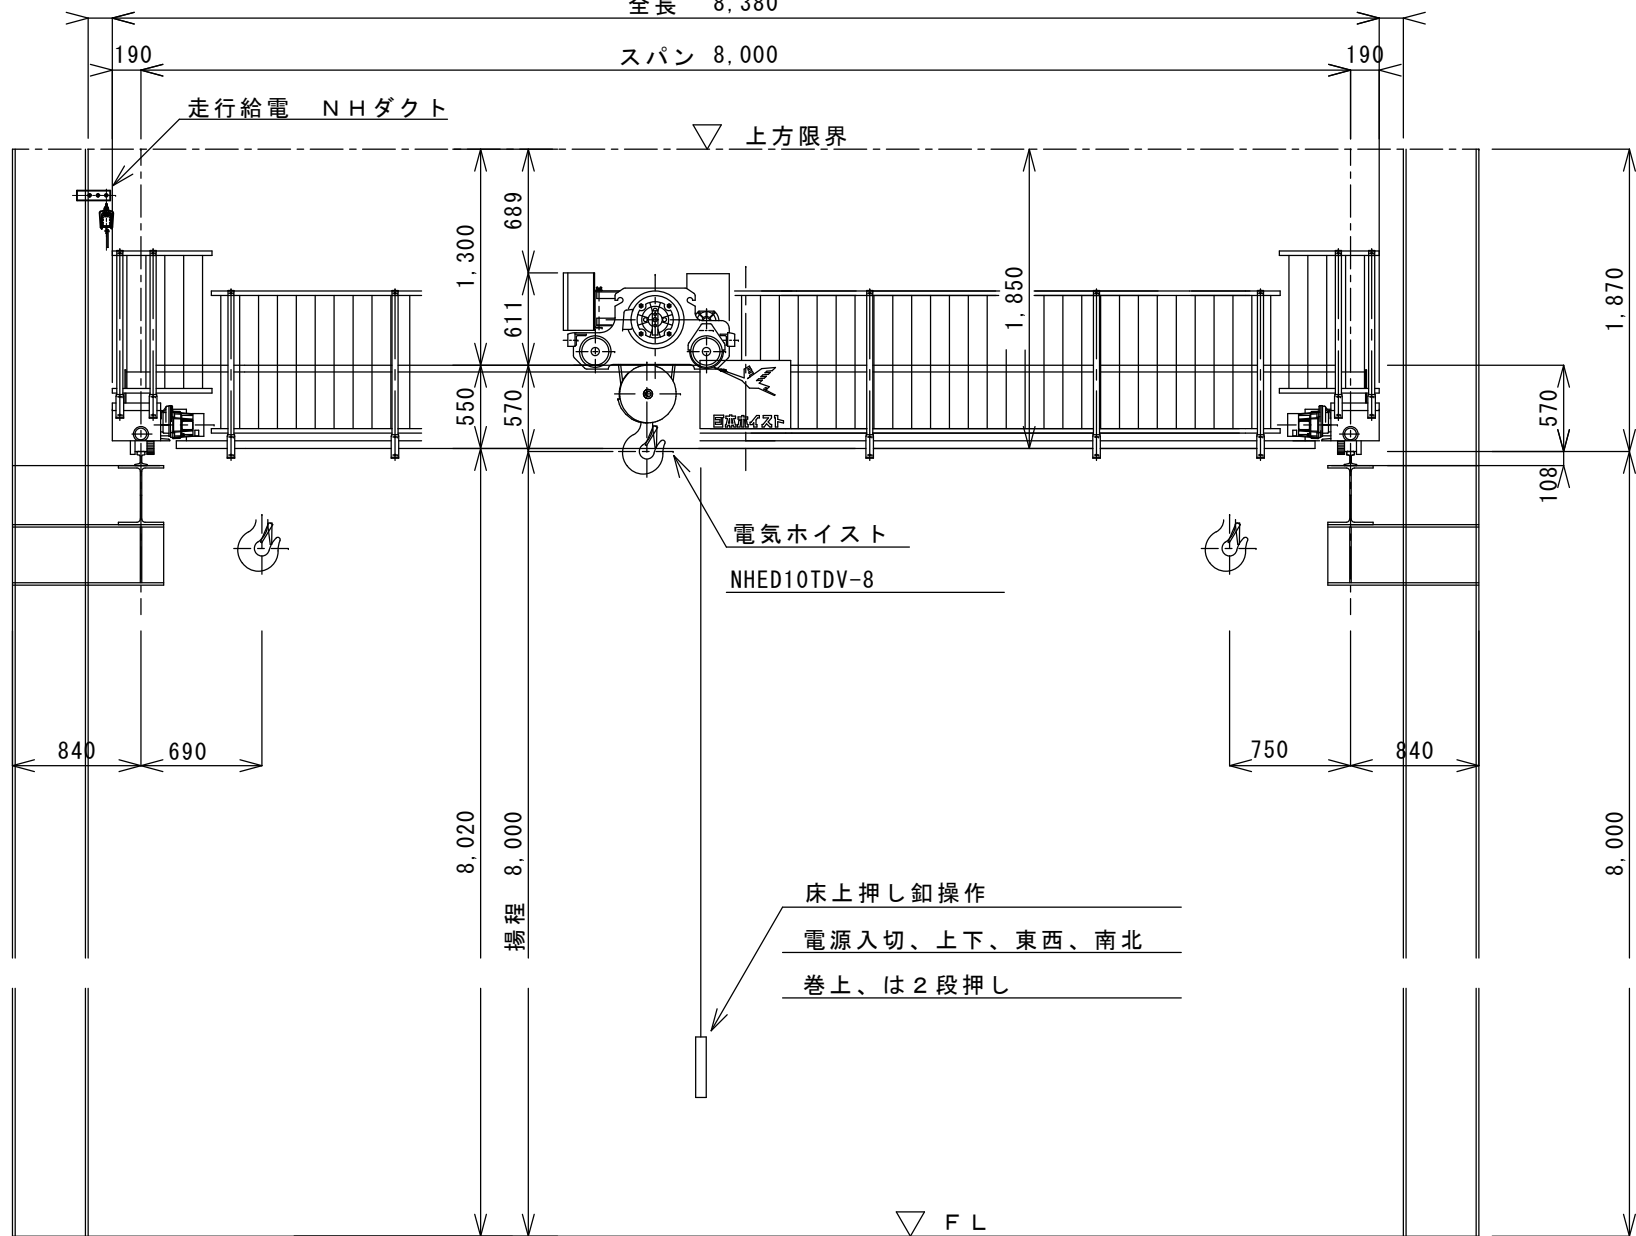 全長 8,380
190 スパン 8,000 190
走行給電 ＮＨダクト
上方限界
689
1,300
611
1,850
1,870
550
570
570
日本ホイスト
108
電気ホイスト
NHED10TDV-8
840 690 750 840
8,020
揚程 8,000
8,000
床上押し釦操作
電源入切、上下、東西、南北
巻上、は２段押し
ＦＬ